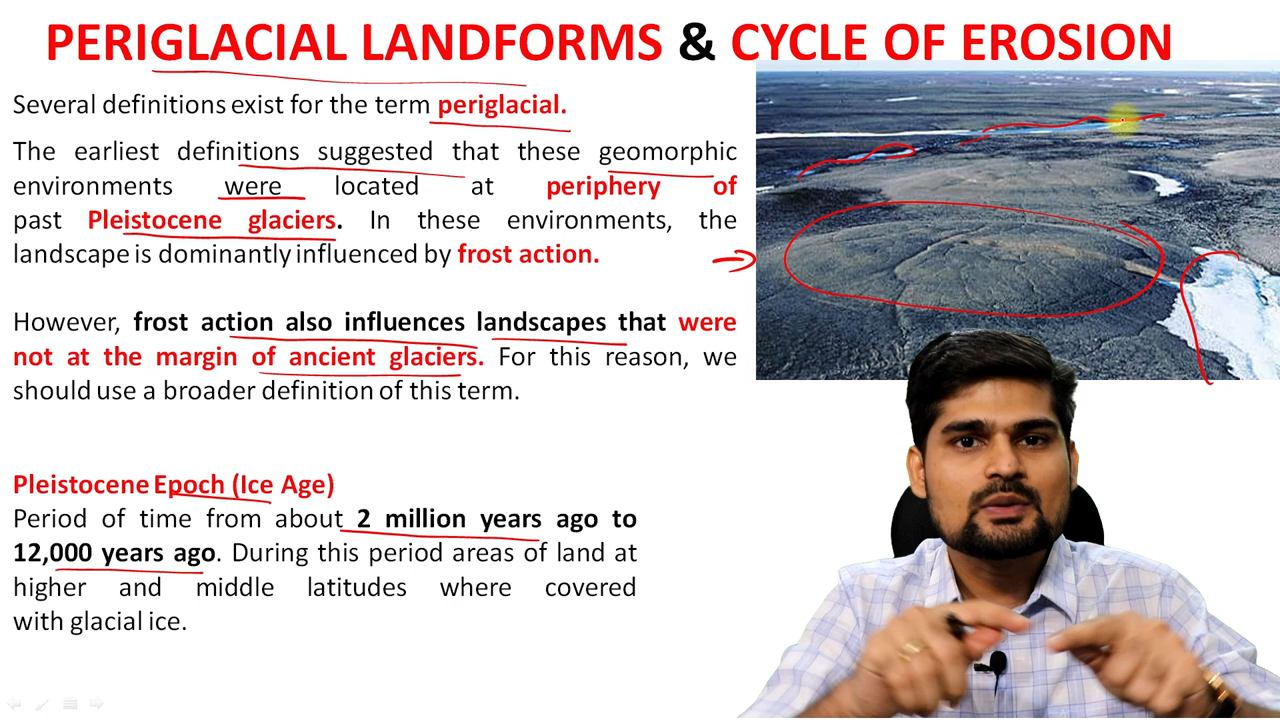 PERIGLACIAL LANDFORMS & CYCLE OF EROSION
Several definitions exist for the term periglacial.
The earliest definitions suggested that these geomorphic
environments were located at periphery of
past Pleistocene glaciers. In these environments, the
landscape is dominantly influenced by frost action.
However, frost action also influences landscapes that were
not at the margin of ancient glaciers. For this reason, we
should use a broader definition of this term.
Pleistocene Epoch (Ice Age)
Period of time from about 2 million years ago to
12,000 years ago. During this period areas of land at
higher and middle latitudes where covered
with glacial ice.